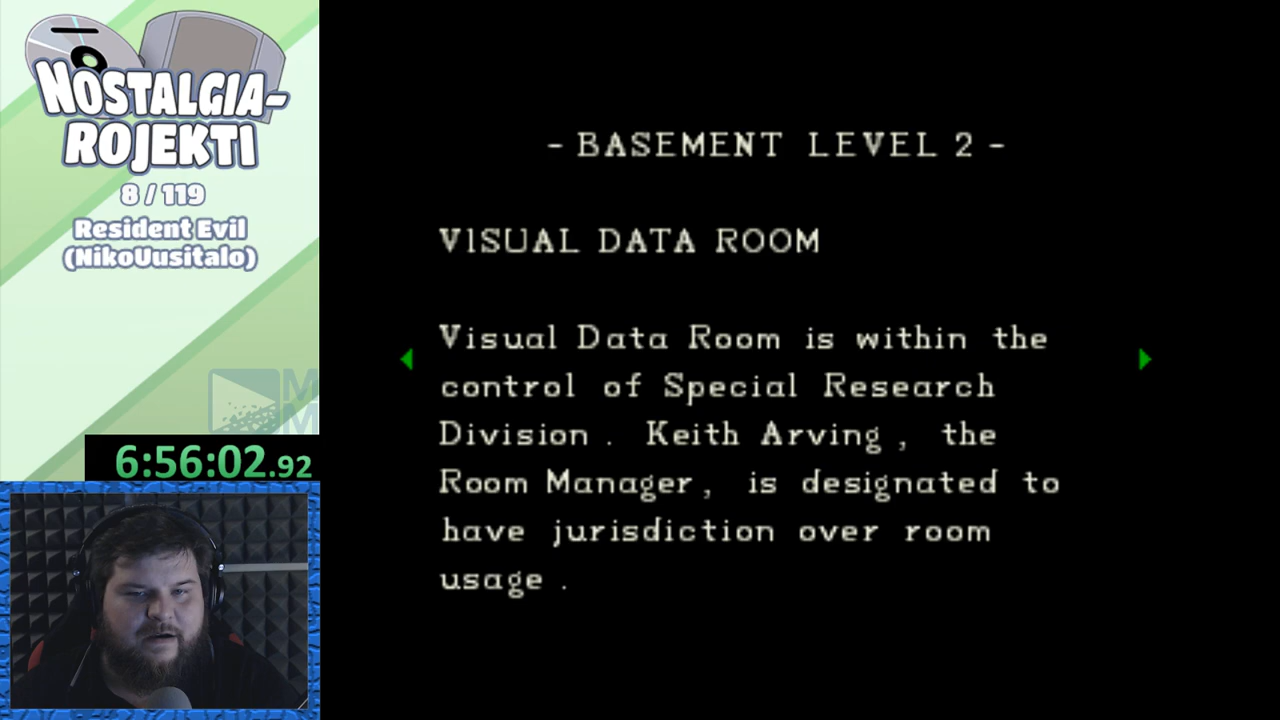 NOSTALGIA-
ROJEKTI
8 / 119
Resident Evil
(NikoUusitalo)
M
M
6:56:02.92
- BASEMENT LEVEL 2 -
VISUAL DATA ROOM
Visual Data Room is within the
control of Special Research
Division . Keith Arving , the
Room Manager , is designated to
have jurisdiction over room
usage .